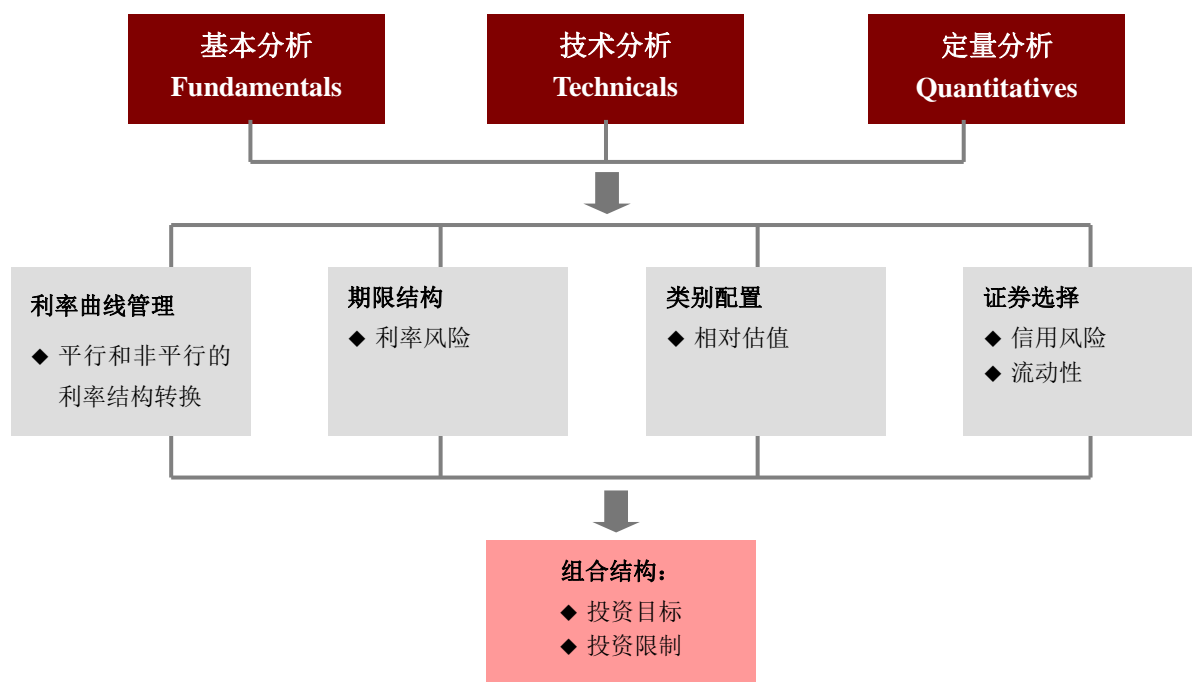 基本分析
Fundamentals
技术分析
Technicals
定量分析
Quantitatives
利率曲线管理
◆ 平行和非平行的
利率结构转换
期限结构
◆ 利率风险
类别配置
◆ 相对估值
证券选择
◆ 信用风险
◆ 流动性
组合结构：
◆ 投资目标
◆ 投资限制